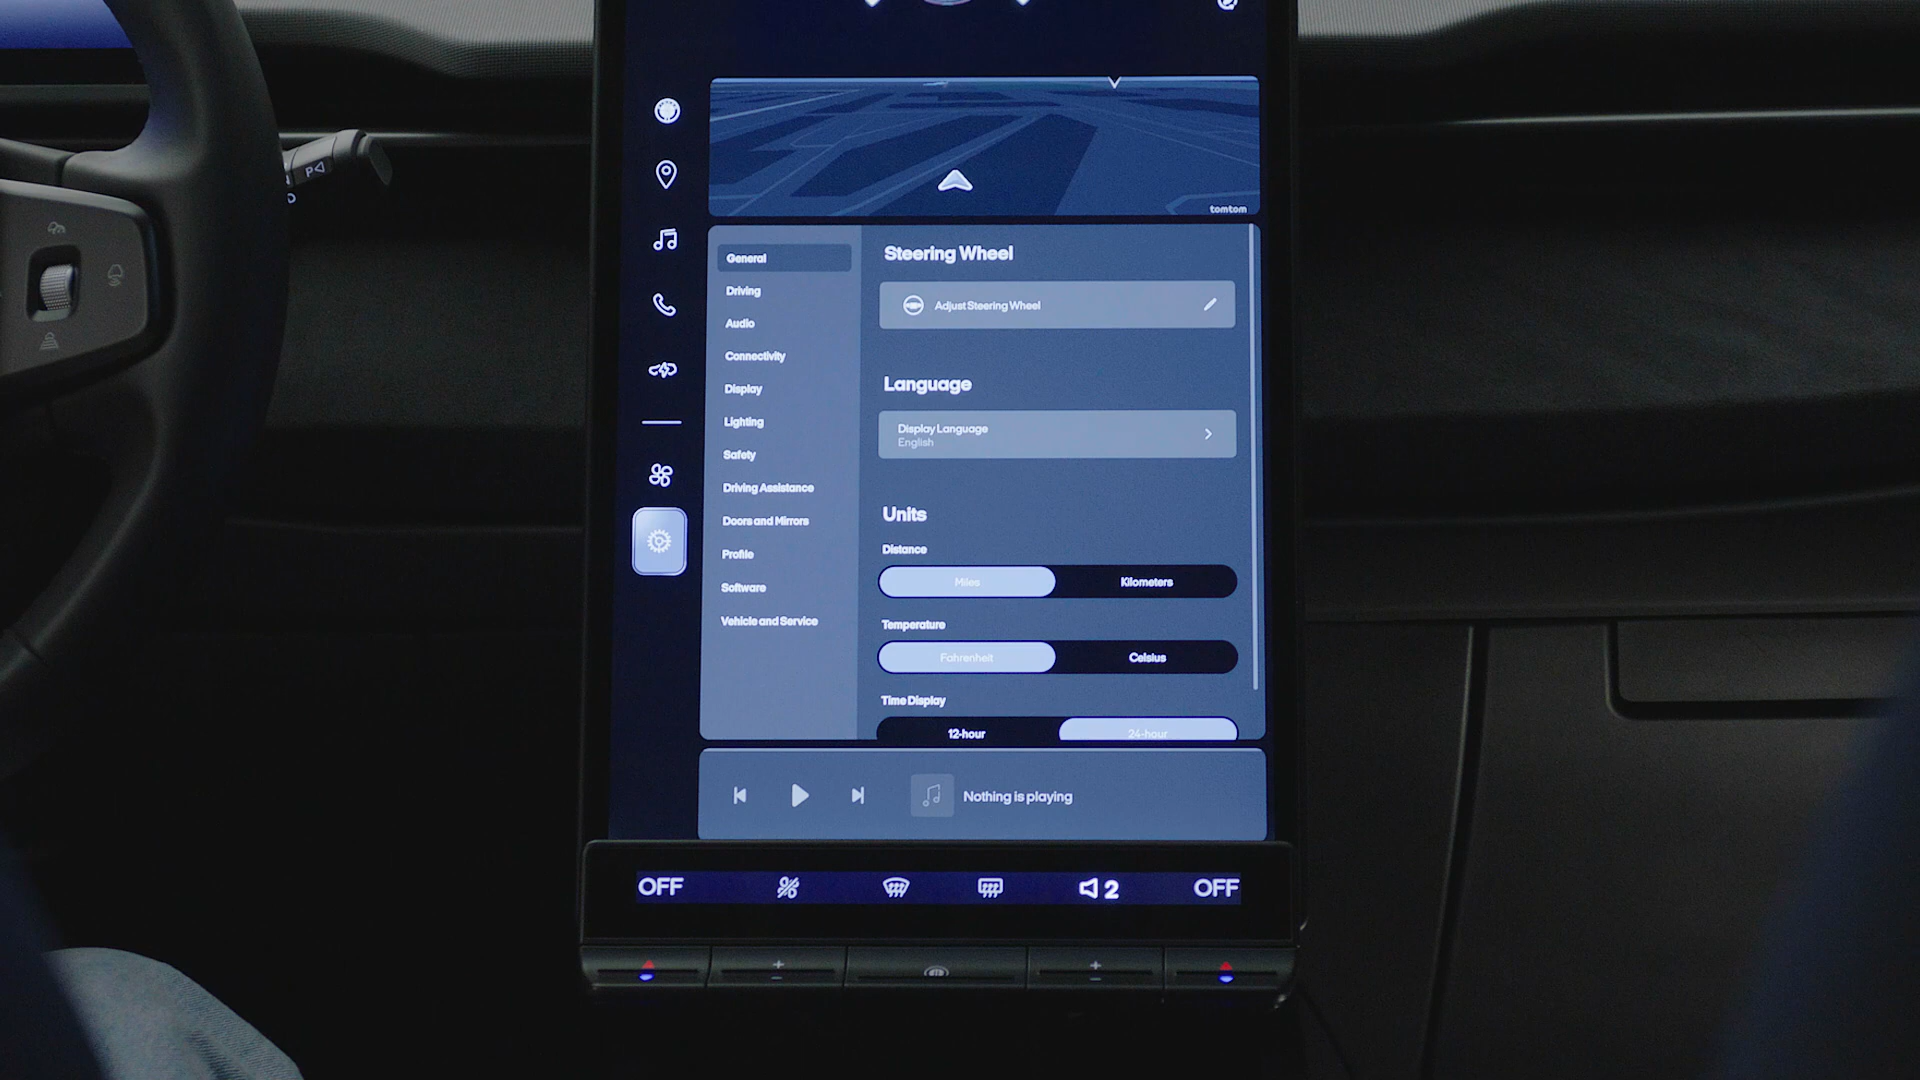 P
tomtom
General
Driving
Audio
Connectivity
Display
Lighting
Safety
Driving Assistance
Doors and Mirrors
Profile
Software
Vehicle and Service
Steering Wheel
Adjust Steering Wheel
Language
Display Language
English
Units
Distance
Miles Kilometers
Temperature
Fahrenheit Celsius
Time Display
12-hour 24-hour
Nothing is playing
OFF 2 OFF